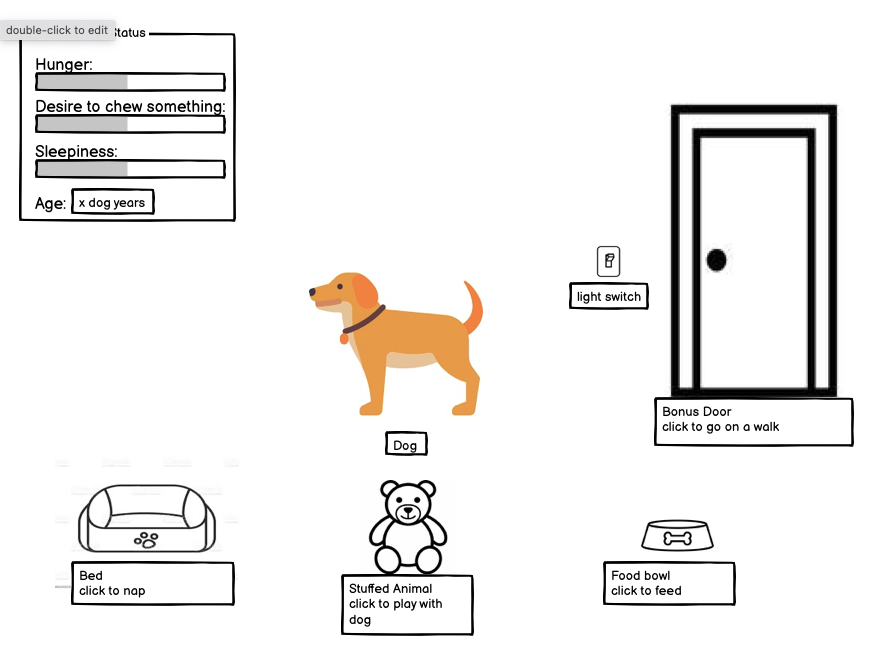 double-click to edit
Status
Hunger:
Desire to chew something:
Sleepiness:
Age: x dog years
light switch
Bonus Door
click to go on a walk
Dog
Bed
click to nap
Stuffed Animal
click to play with
dog
Food bowl
click to feed